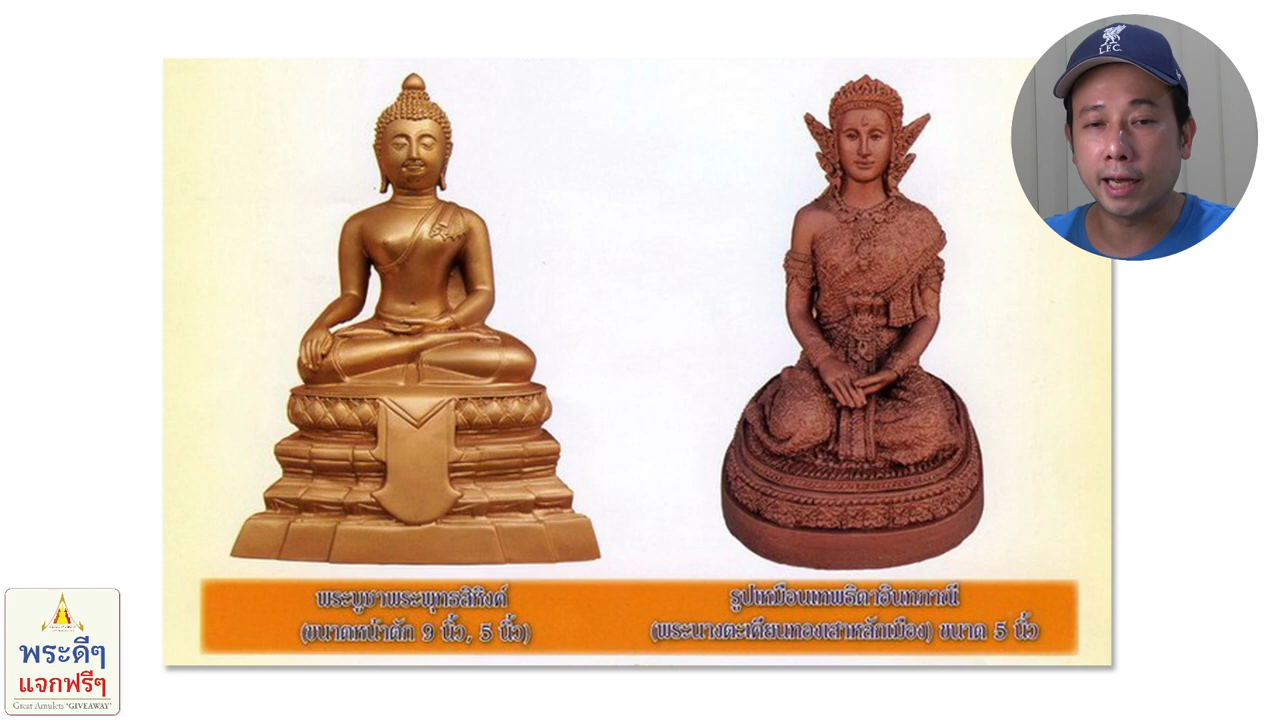 L.F.C.
พระบูชาพระพุทธสิหิงค์
(ขนาดหน้าตัก 9 นิ้ว, 5 นิ้ว)
รูปเหมือนเทพธิดาอินทภาณี
(พระนางตะเคียนทองเสาหลักเมือง) ขนาด 5 นิ้ว
พระดีๆ
แจกฟรีๆ
Great Amulets ‘GIVEAWAY’